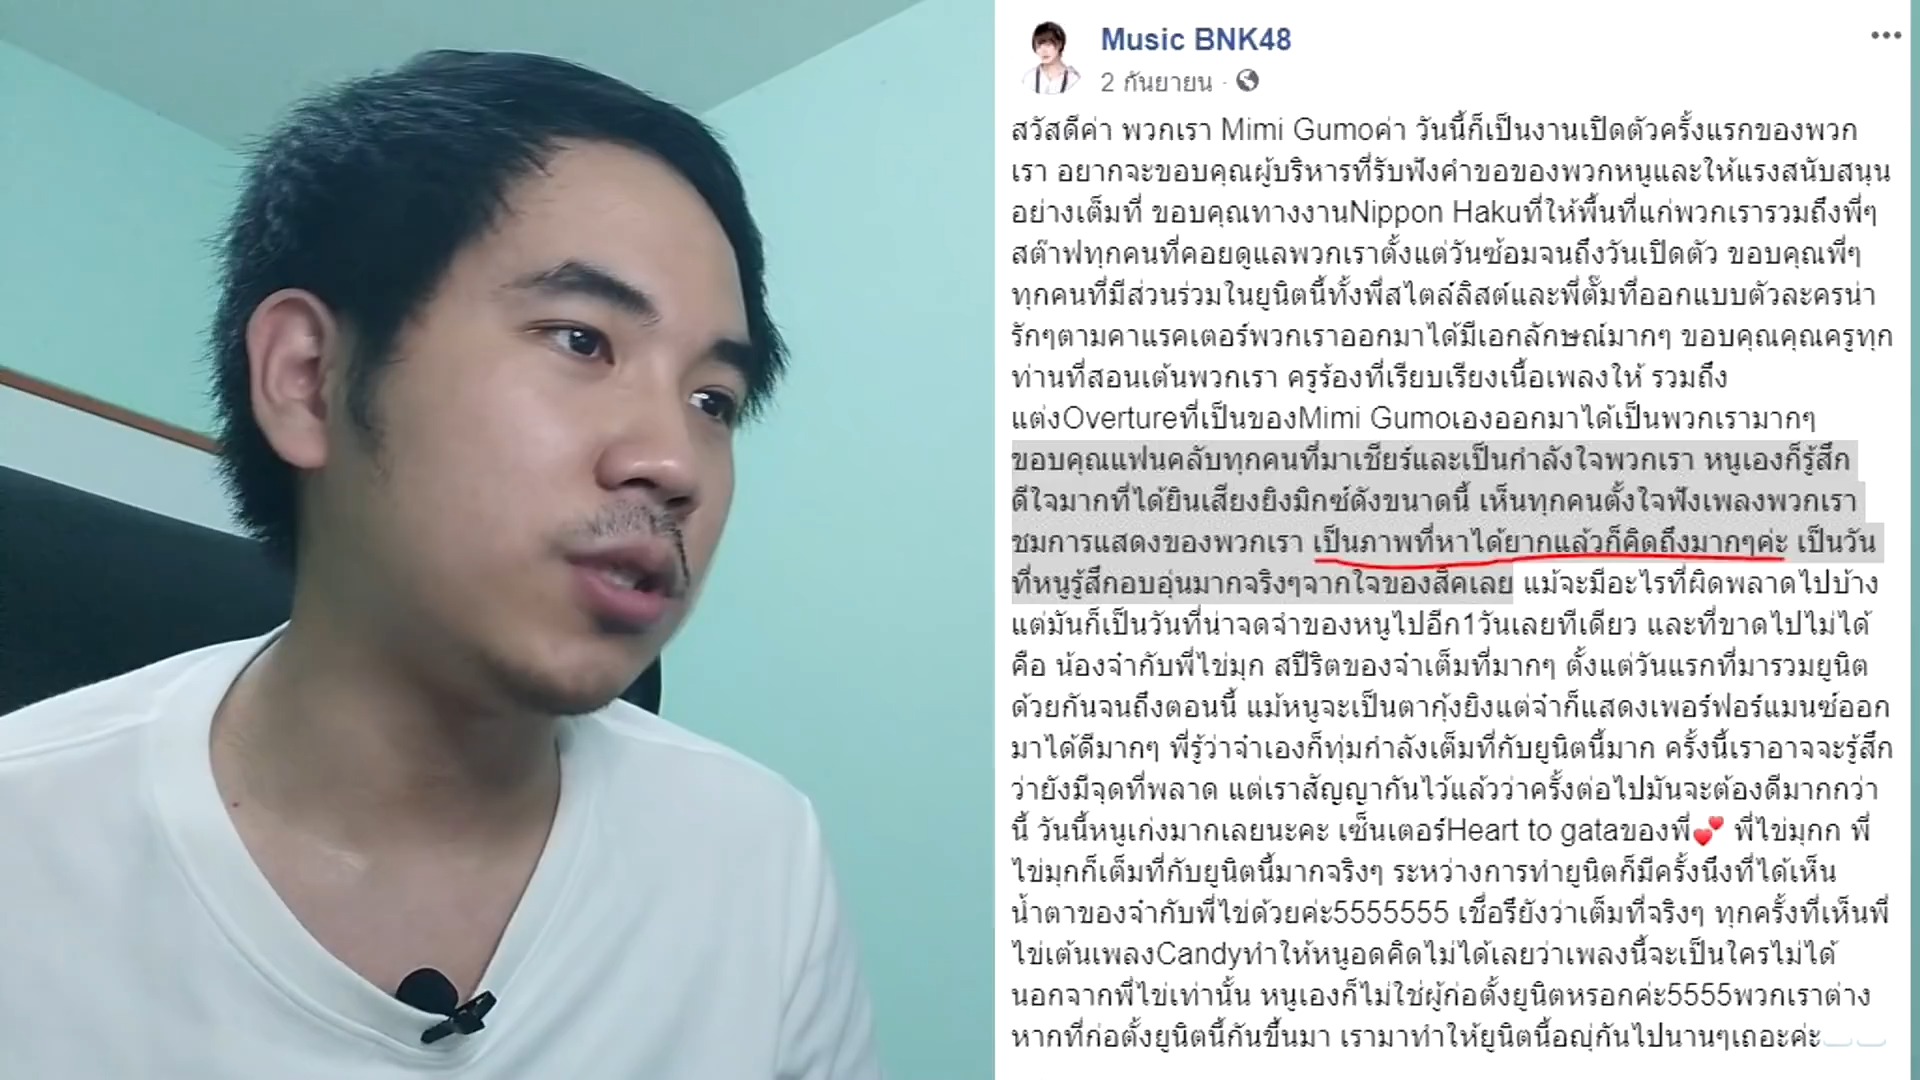 Music BNK48
2 กันยายน
สวัสดีค่า พวกเรา Mimi Gumoค่า วันนี้ก็เป็นงานเปิดตัวครั้งแรกของพวก
เรา อยากจะขอบคุณผู้บริหารที่รับฟังคำขอของพวกหนูและให้แรงสนับสนุน
อย่างเต็มที่ ขอบคุณทางงานNippon Hakuที่ให้พื้นที่แก่พวกเรารวมถึงพี่ๆ
สต๊าฟทุกคนที่คอยดูแลพวกเราตั้งแต่วันซ้อมจนถึงวันเปิดตัว ขอบคุณพี่ๆ
ทุกคนที่มีส่วนร่วมในยูนิตนี้ทั้งพี่สไตล์ลิสต์และพี่ตั๊มที่ออกแบบตัวละครน่า
รักๆตามคาแรคเตอร์พวกเราออกมาได้มีเอกลักษณ์มากๆ ขอบคุณคุณครูทุก
ท่านที่สอนเต้นพวกเรา ครูร้องที่เรียบเรียงเนื้อเพลงให้ รวมถึง
แต่งOvertureที่เป็นของMimi Gumoเองออกมาได้เป็นพวกเรามากๆ
ขอบคุณแฟนคลับทุกคนที่มาเชียร์และเป็นกำลังใจพวกเรา หนูเองก็รู้สึก
ดีใจมากที่ได้ยินเสียงยิงมิกซ์ดังขนาดนี้ เห็นทุกคนตั้งใจฟังเพลงพวกเรา
ชมการแสดงของพวกเรา เป็นภาพที่หาได้ยากแล้วก็คิดถึงมากๆค่ะ เป็นวัน
ที่หนูรู้สึกอบอุ่นมากจริงๆจากใจของสิคเลย แม้จะมีอะไรที่ผิดพลาดไปบ้าง
แต่มันก็เป็นวันที่น่าจดจำของหนูไปอีก1วันเลยทีเดียว และที่ขาดไปไม่ได้
คือ น้องจ๋ากับพี่ไข่มุก สปิริตของจ๋าเต็มที่มากๆ ตั้งแต่วันแรกที่มารวมยูนิต
ด้วยกันจนถึงตอนนี้ แม้หนูจะเป็นตากุ้งยิงแต่จ๋าก็แสดงเพอร์ฟอร์แมนซ์ออก
มาได้ดีมากๆ พี่รู้ว่าจ๋าเองก็ทุ่มกำลังเต็มที่กับยูนิตนี้มาก ครั้งนี้เราอาจจะรู้สึก
ว่ายังมีจุดที่พลาด แต่เราสัญญากันไว้แล้วว่าครั้งต่อไปมันจะต้องดีมากกว่า
นี้ วันนี้หนูเก่งมากเลยนะคะ เซ็นเตอร์Heart to gataของพี่💕 พี่ไข่มุกก พี่
ไข่มุกก็เต็มที่กับยูนิตนี้มากจริงๆ ระหว่างการทำยูนิตก็มีครั้งนึงที่ได้เห็น
น้ำตาของจ๋ากับพี่ไข่ด้วยค่ะ5555555 เชื่อรึยังว่าเต็มที่จริงๆ ทุกครั้งที่เห็นพี่
ไข่เต้นเพลงCandyทำให้หนูอดคิดไม่ได้เลยว่าเพลงนี้จะเป็นใครไม่ได้
นอกจากพี่ไข่เท่านั้น หนูเองก็ไม่ใช่ผู้ก่อตั้งยูนิตหรอกค่ะ5555พวกเราต่าง
หากที่ก่อตั้งยูนิตนี้กันขึ้นมา เรามาทำให้ยูนิตนี้อญุ่กันไปนานๆเถอะค่ะ